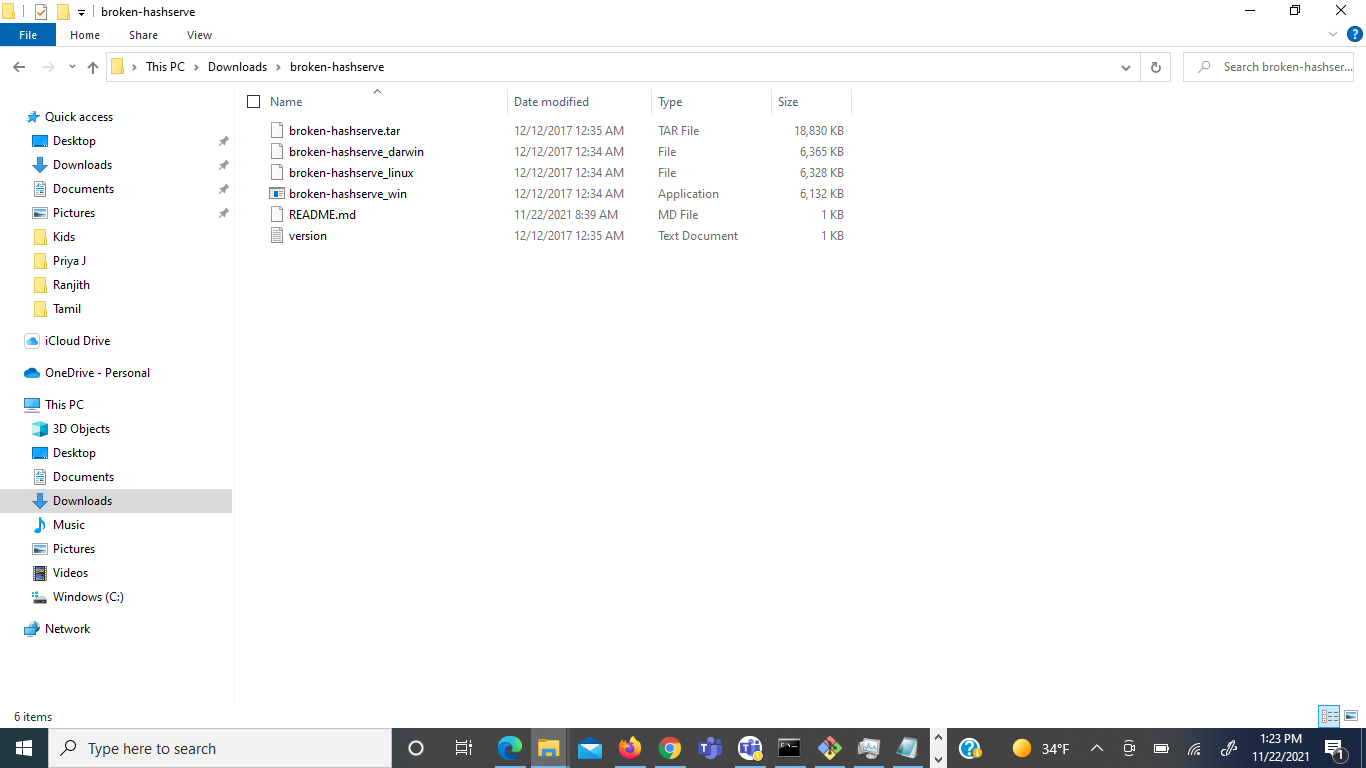 broken-hashserve
File Home Share View
This PC Downloads broken-hashserve
Search broken-hashser...
Name Date modified Type Size
broken-hashserve.tar 12/12/2017 12:35 AM TAR File 18,830 KB
broken-hashserve_darwin 12/12/2017 12:34 AM File 6,365 KB
broken-hashserve_linux 12/12/2017 12:34 AM File 6,328 KB
broken-hashserve_win 12/12/2017 12:34 AM Application 6,132 KB
README.md 11/22/2021 8:39 AM MD File 1 KB
version 12/12/2017 12:35 AM Text Document 1 KB
Quick access
Desktop
Downloads
Documents
Pictures
Kids
Priya J
Ranjith
Tamil
iCloud Drive
OneDrive - Personal
This PC
3D Objects
Desktop
Documents
Downloads
Music
Pictures
Videos
Windows (C:)
Network
6 items
Type here to search
34°F
1:23 PM
11/22/2021
1